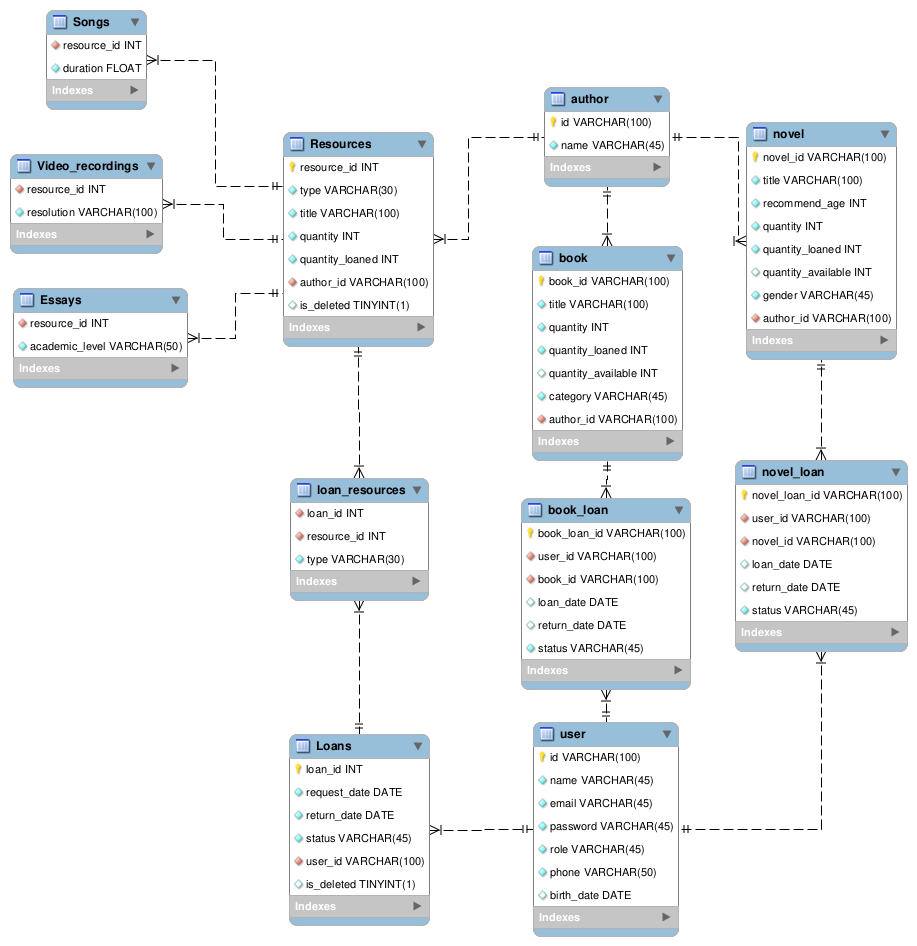 Songs
resource_id INT
duration FLOAT
Indexes
Video_recordings
resource_id INT
resolution VARCHAR(100)
Indexes
Essays
resource_id INT
academic_level VARCHAR(50)
Indexes
Resources
resource_id INT
type VARCHAR(30)
title VARCHAR(100)
quantity INT
quantity_loaned INT
author_id VARCHAR(100)
is_deleted TINYINT(1)
Indexes
loan_resources
loan_id INT
resource_id INT
type VARCHAR(30)
Indexes
Loans
loan_id INT
request_date DATE
return_date DATE
status VARCHAR(45)
user_id VARCHAR(100)
is_deleted TINYINT(1)
Indexes
author
id VARCHAR(100)
name VARCHAR(45)
Indexes
book
book_id VARCHAR(100)
title VARCHAR(100)
quantity INT
quantity_loaned INT
quantity_available INT
category VARCHAR(45)
author_id VARCHAR(100)
Indexes
book_loan
book_loan_id VARCHAR(100)
user_id VARCHAR(100)
book_id VARCHAR(100)
loan_date DATE
return_date DATE
status VARCHAR(45)
Indexes
user
id VARCHAR(100)
name VARCHAR(45)
email VARCHAR(45)
password VARCHAR(45)
role VARCHAR(45)
phone VARCHAR(50)
birth_date DATE
Indexes
novel
novel_id VARCHAR(100)
title VARCHAR(100)
recommend_age INT
quantity INT
quantity_loaned INT
quantity_available INT
gender VARCHAR(45)
author_id VARCHAR(100)
Indexes
novel_loan
novel_loan_id VARCHAR(100)
user_id VARCHAR(100)
novel_id VARCHAR(100)
loan_date DATE
return_date DATE
status VARCHAR(45)
Indexes